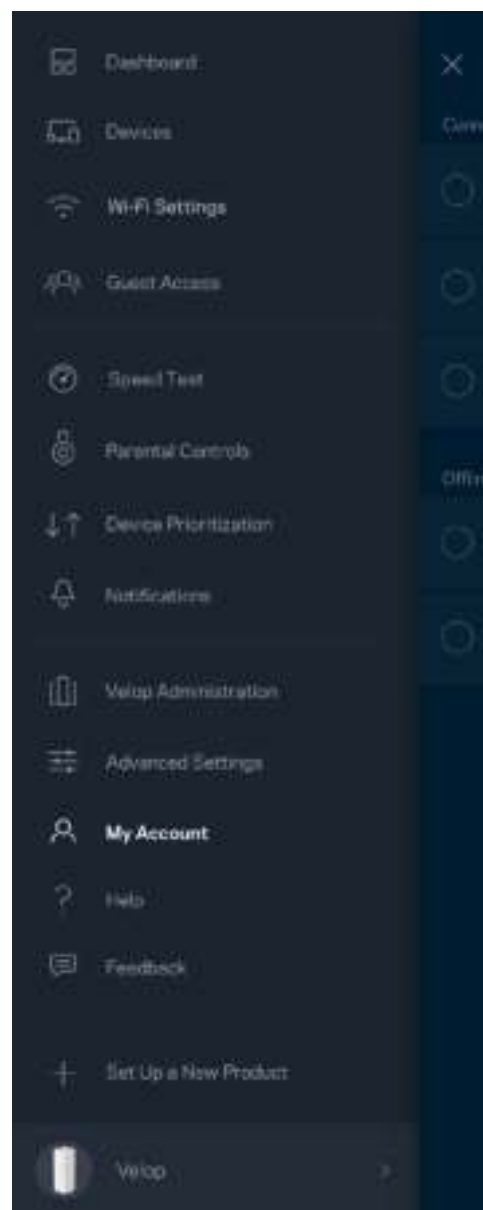 Dashboard
Devices
Wi-Fi Settings
Guest Access
Speed Test
Parental Controls
Device Prioritization
Notifications
Velop Administration
Advanced Settings
My Account
Help
Feedback
Set Up a New Product
Velop